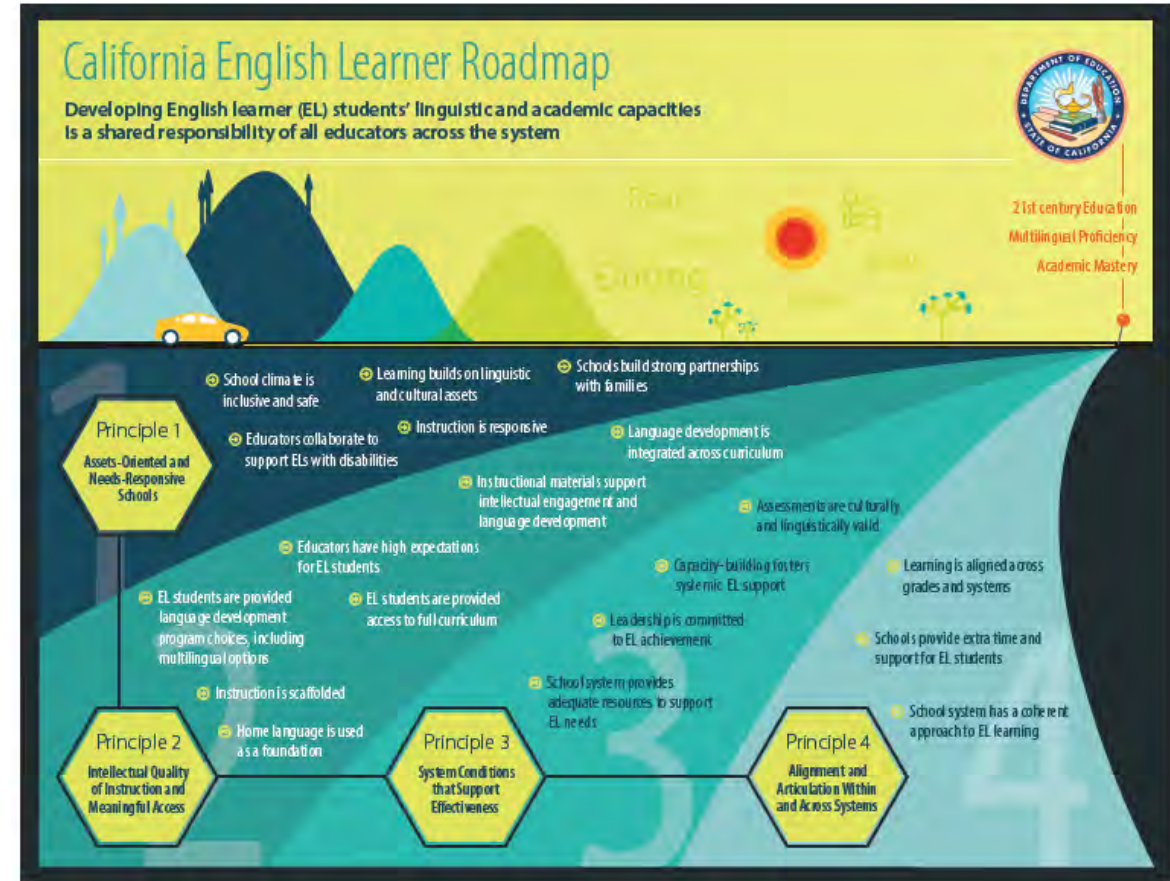 California English Learner Roadmap
Developing English learner (EL) students' linguistic and academic capacities
is a shared responsibility of all educators across the system
DEPARTMENT OF EDUCATION
STATE OF CALIFORNIA
21st century Education
Multilingual Proficiency
Academic Mastery
1
Principle 1
Assets-Oriented and
Needs-Responsive
Schools
School climate is
inclusive and safe
Learning builds on linguistic
and cultural assets
Schools build strong partnerships
with families
Educators collaborate to
support ELs with disabilities
Instruction is responsive
Language development is
integrated across curriculum
Instructional materials support
intellectual engagement and
language development
Educators have high expectations
for EL students
EL students are provided
language development
program choices, including
multilingual options
EL students are provided
access to full curriculum
Instruction is scaffolded
Home language is used
as a foundation
2
Principle 2
Intellectual Quality
of Instruction and
Meaningful Access
Assessments are culturally
and linguistically valid
Capacity-building fosters
systemic EL support
Leadership is committed
to EL achievement
School system provides
adequate resources to support
EL needs
3
Principle 3
System Conditions
that Support
Effectiveness
Learning is aligned across
grades and systems
Schools provide extra time and
support for EL students
School system has a coherent
approach to EL learning
4
Principle 4
Alignment and
Articulation Within
and Across Systems